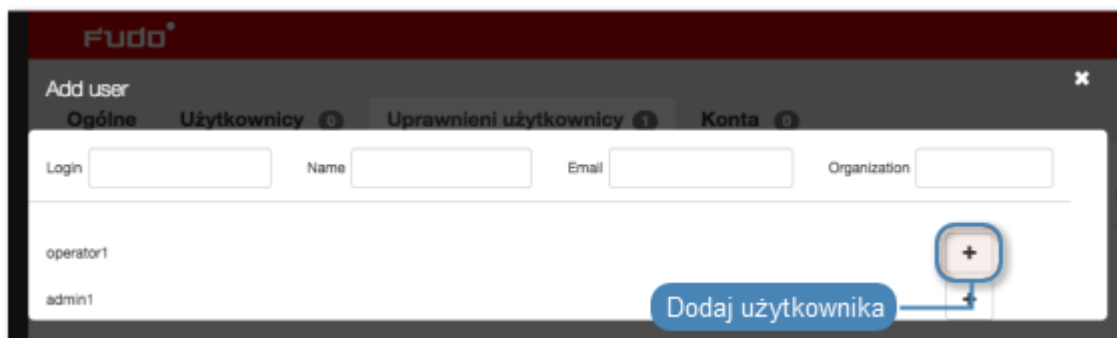 Fudo
Add user
Ogólne Użytkownicy 0 Uprawnieni użytkownicy 1 Konta 0
Login Name Email Organization
operator1 +
admin1 +
Dodaj użytkownika